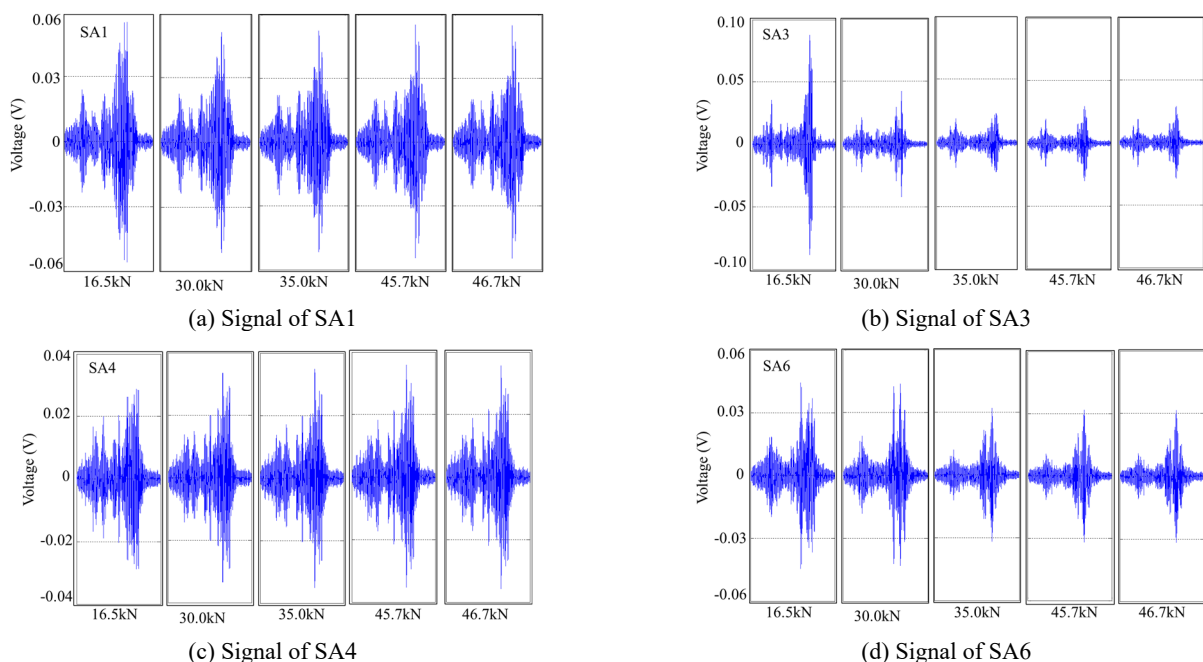 0.06
SA1
0.03
0
-0.03
-0.06
Voltage (V)
16.5kN
30.0kN
35.0kN
45.7kN
46.7kN
(a) Signal of SA1
0.10
SA3
0.05
0
-0.05
-0.10
Voltage (V)
16.5kN
30.0kN
35.0kN
45.7kN
46.7kN
(b) Signal of SA3
0.04
SA4
0.02
0
-0.02
-0.04
Voltage (V)
16.5kN
30.0kN
35.0kN
45.7kN
46.7kN
(c) Signal of SA4
0.06
SA6
0.03
0
-0.03
-0.06
Voltage (V)
16.5kN
30.0kN
35.0kN
45.7kN
46.7kN
(d) Signal of SA6